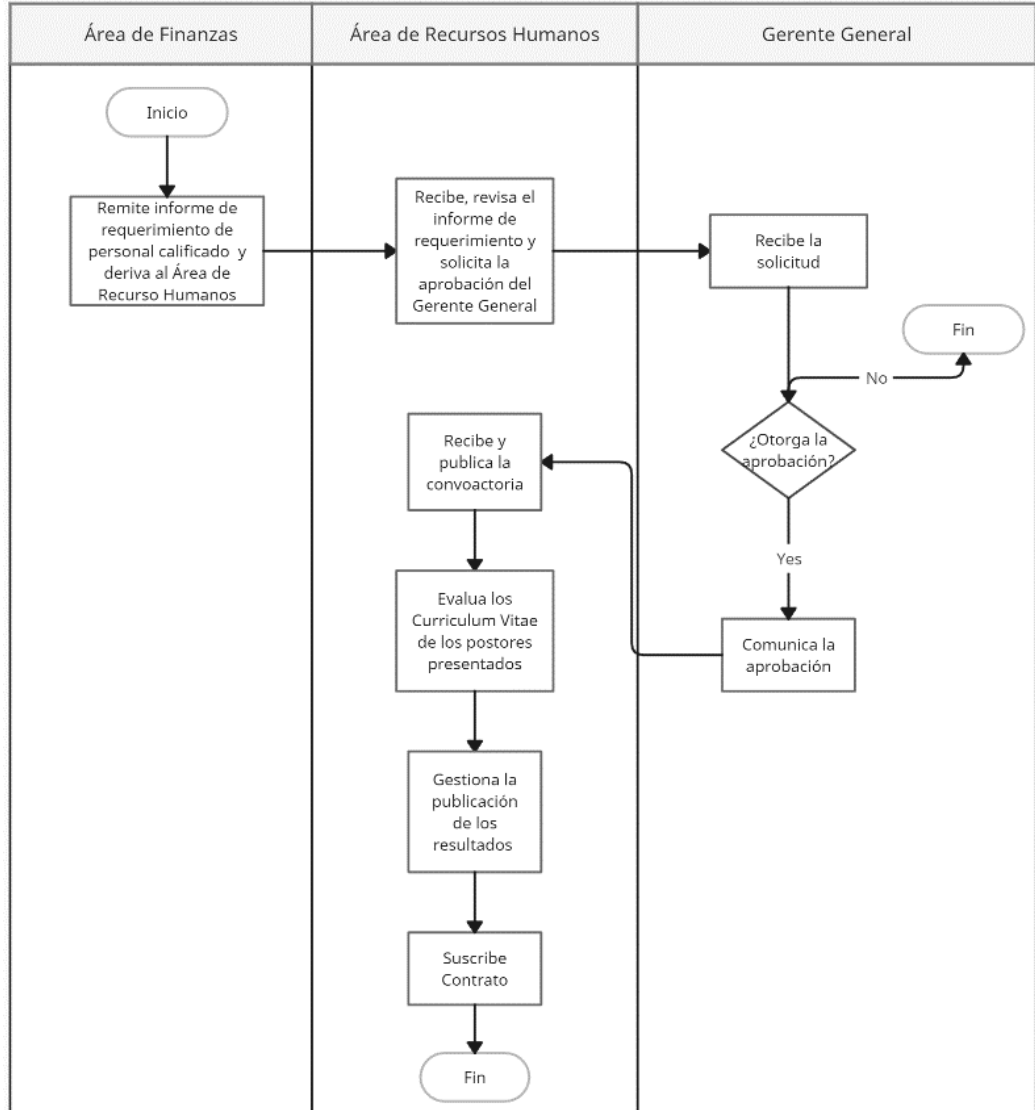 Área de Finanzas
Área de Recursos Humanos
Gerente General
Inicio
Remite informe de
requerimiento de
personal calificado y
deriva al Área de
Recurso Humanos
Recibe, revisa el
informe de
requerimiento y
solicita la
aprobación del
Gerente General
Recibe la
solicitud
Fin
No
¿Otorga la
aprobación?
Yes
Comunica la
aprobación
Recibe y
publica la
convoactoria
Evalua los
Curriculum Vitae
de los postores
presentados
Gestiona la
publicación
de los
resultados
Suscribe
Contrato
Fin